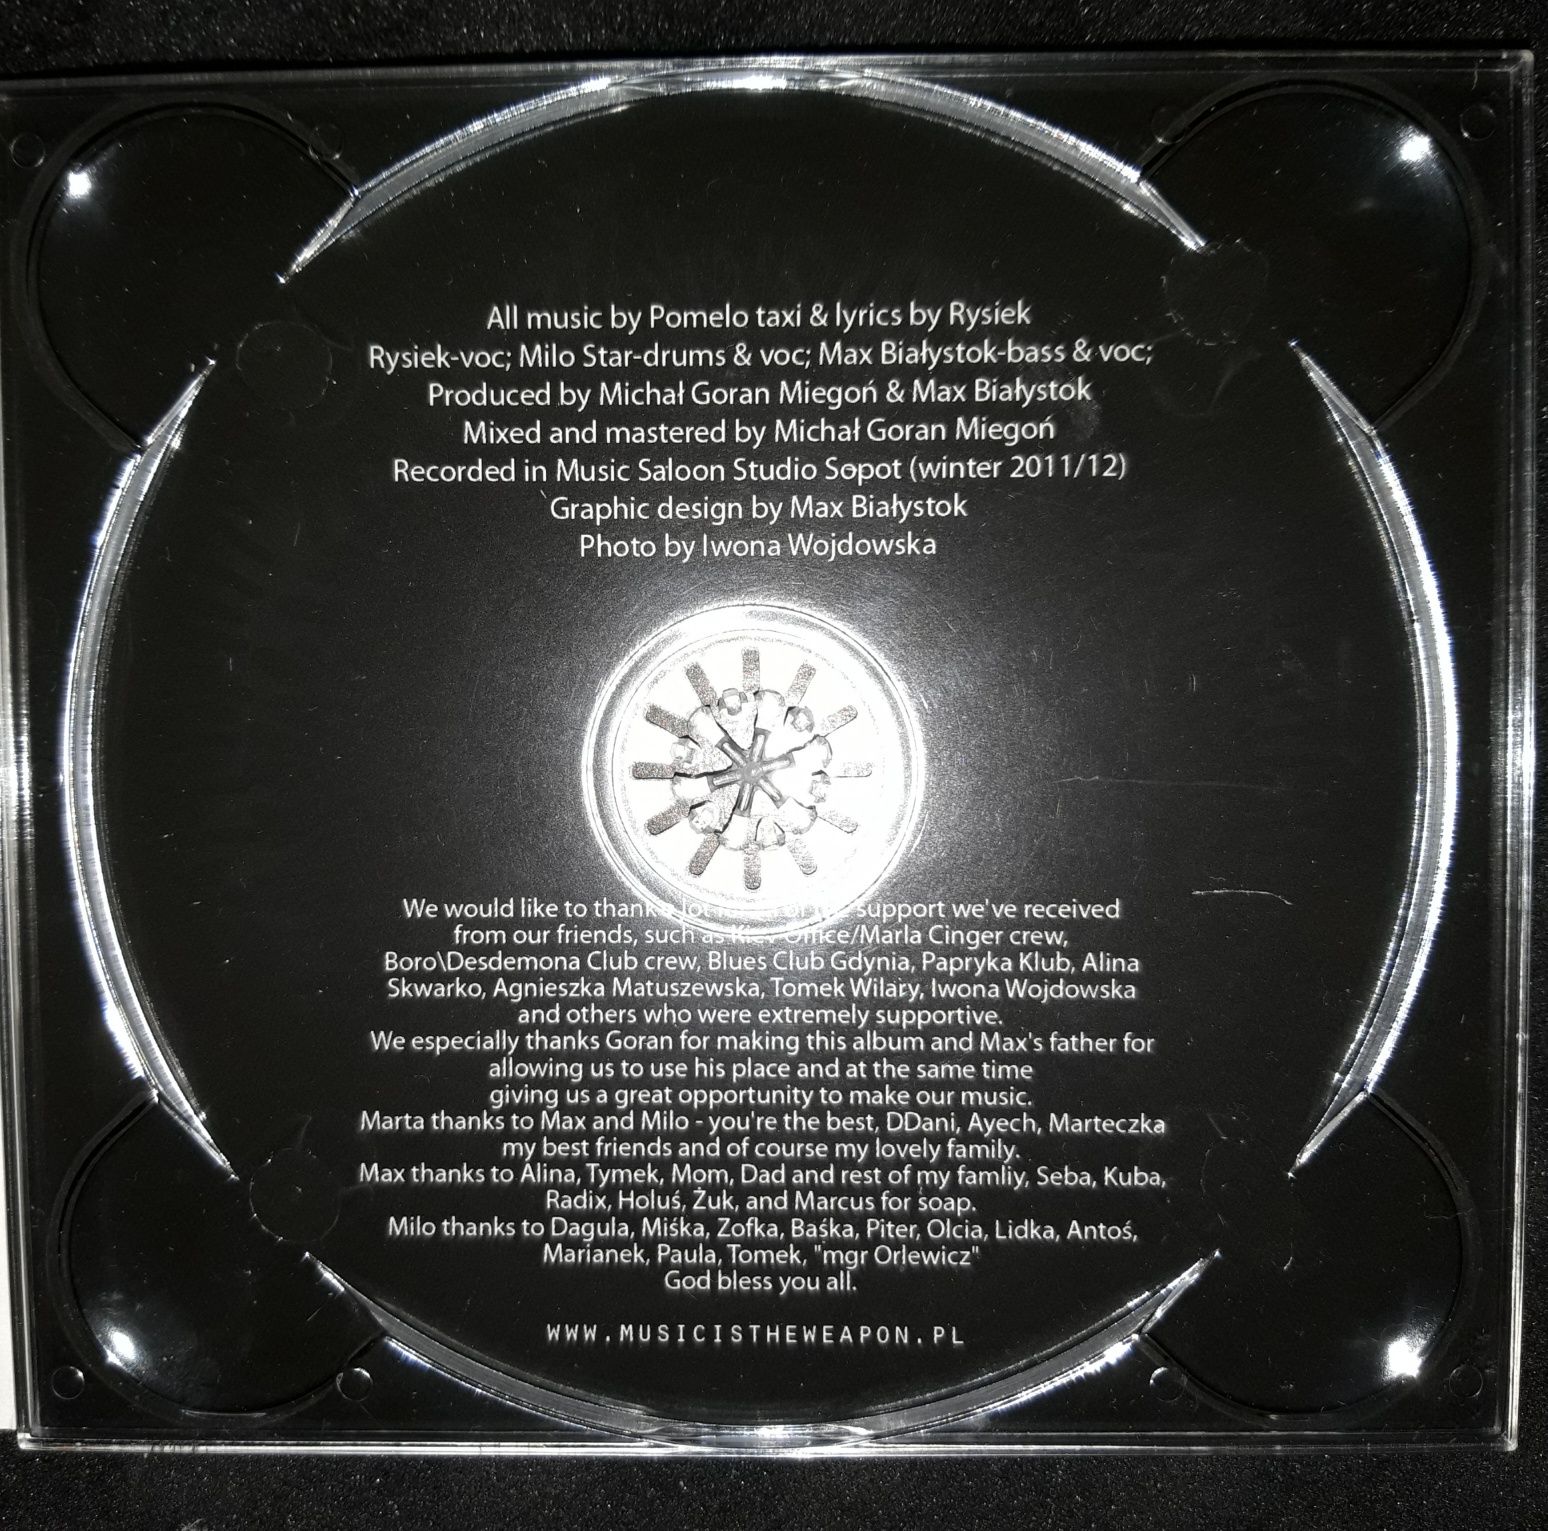 All music by Pomelo taxi & lyrics by Rysiek
Rysiek-voc; Milo Star-drums & voc; Max Białystok-bass & voc;
Produced by Michał Goran Miegoń & Max Białystok
Mixed and mastered by Michał Goran Miegoń
Recorded in Music Saloon Studio Sopot (winter 2011/12)
Graphic design by Max Białystok
Photo by Iwona Wojdowska
We would like to thank support we've received
from our friends, such as Kiev Office/Marla Cinger crew,
Boro\Desdemona Club crew, Blues Club Gdynia, Papryka Klub, Alina
Skwarko, Agnieszka Matuszewska, Tomek Wilary, Iwona Wojdowska
and others who were extremely supportive.
We especially thanks Goran for making this album and Max's father for
allowing us to use his place and at the same time
giving us a great opportunity to make our music.
Marta thanks to Max and Milo - you're the best, DDani, Ayech, Marteczka
my best friends and of course my lovely family.
Max thanks to Alina, Tymek, Mom, Dad and rest of my famliy, Seba, Kuba,
Radix, Holuś, Żuk, and Marcus for soap.
Milo thanks to Dagula, Miśka, Zofka, Baśka, Piter, Olcia, Lidka, Antoś,
Marianek, Paula, Tomek, "mgr Orlewicz"
God bless you all.
WWW.MUSICISTHEWEAPON.PL